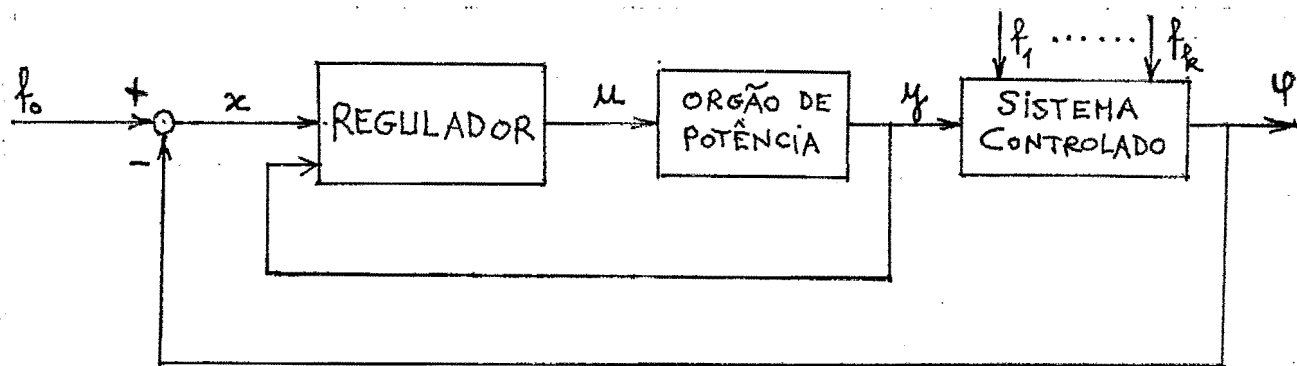 f₀
+
x
REGULADOR
μ
ORGÃO DE
POTÊNCIA
y
f₁ ...... fₖ
SISTEMA
CONTROLADO
φ
-